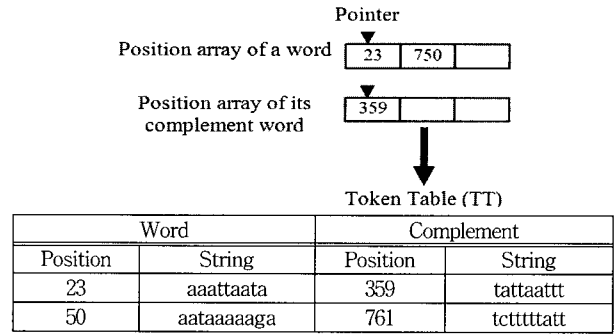 Pointer
Position array of a word 23 750
Position array of its complement word 359
Token Table (TT)
Word Complement
Position String Position String
23 aaattaata 359 tattaattt
50 aataaaaaga 761 tctttttatt